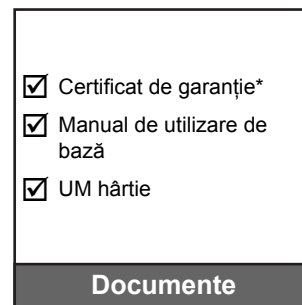 ☑ Certificat de garanție*
☑ Manual de utilizare de
bază
☑ UM hârtie
Documente